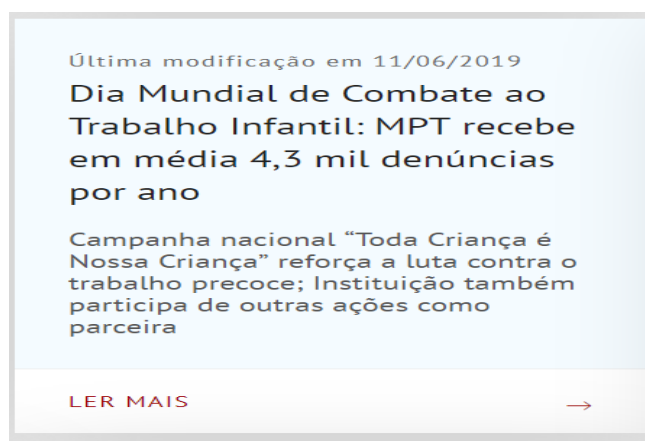 Última modificação em 11/06/2019
Dia Mundial de Combate ao
Trabalho Infantil: MPT recebe
em média 4,3 mil denúncias
por ano
Campanha nacional “Toda Criança é
Nossa Criança” reforça a luta contra o
trabalho precoce; Instituição também
participa de outras ações como
parceira
LER MAIS →